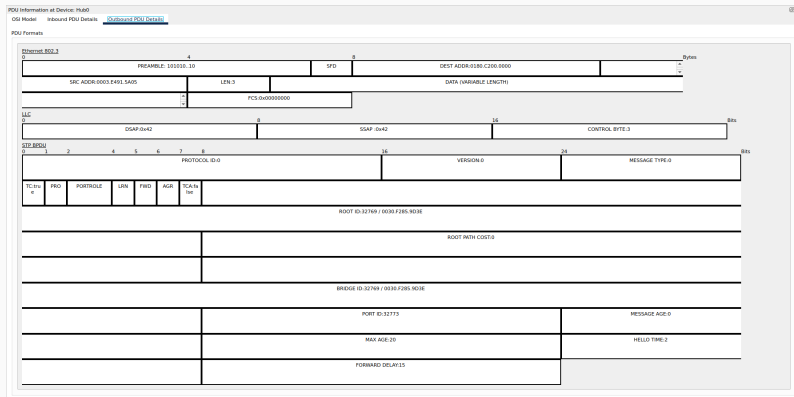 PDU Information at Device: Hub0
OSI Model Inbound PDU Details Outbound PDU Details
PDU Formats
Ethernet 802.3
0 4 8 Bytes
PREAMBLE: 101010..10 SFD DEST ADDR:0180.C200.0000
SRC ADDR:0003.E491.5A05 LEN:3 DATA (VARIABLE LENGTH)
FCS:0x00000000
LLC
0 8 16 Bits
DSAP:0x42 SSAP :0x42 CONTROL BYTE:3
STP BPDU
0 1 2 4 5 6 7 8 16 24 Bits
PROTOCOL ID:0 VERSION:0 MESSAGE TYPE:0
TC:tru PRO PORTROLE LRN FWD AGR TCA:fa
e lse
ROOT ID:32769 / 0030.F285.9D3E
ROOT PATH COST:0
BRIDGE ID:32769 / 0030.F285.9D3E
PORT ID:32773 MESSAGE AGE:0
MAX AGE:20 HELLO TIME:2
FORWARD DELAY:15